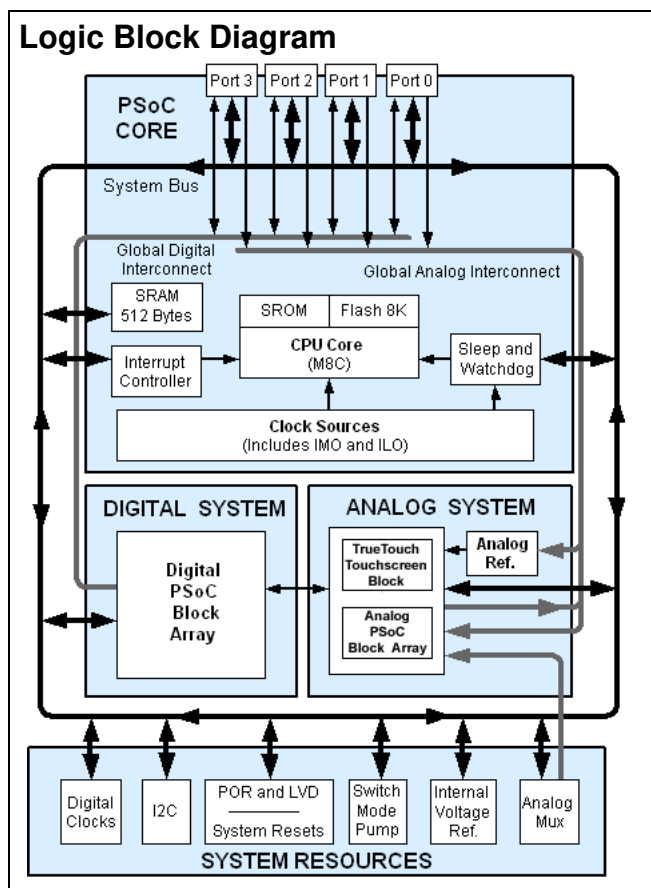 Logic Block Diagram
Port 3
Port 2
Port 1
Port 0
PSoC
CORE
System Bus
Global Digital
Interconnect
Global Analog Interconnect
SRAM
512 Bytes
SROM
Flash 8K
CPU Core
(M8C)
Interrupt
Controller
Sleep and
Watchdog
Clock Sources
(Includes IMO and ILO)
DIGITAL SYSTEM
Digital
PSoC
Block
Array
ANALOG SYSTEM
TrueTouch
Touchscreen
Block
Analog
Ref.
Analog
PSoC
Block Array
Digital
Clocks
I2C
POR and LVD
System Resets
Switch
Mode
Pump
Internal
Voltage
Ref.
Analog
Mux
SYSTEM RESOURCES